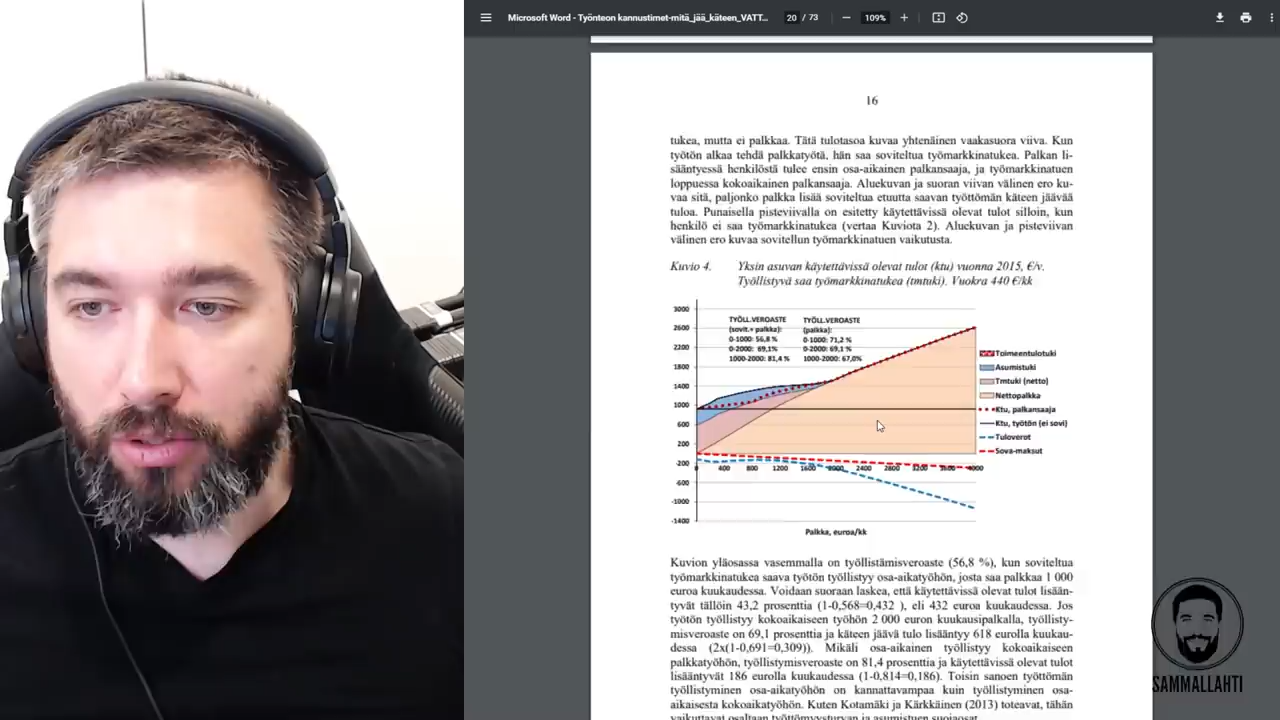 Microsoft Word - Työnteon kannustimet-mitä_jää_käteen_VATT...
20 / 73
109%
16
tukea, mutta ei palkkaa. Tätä tulotasoa kuvaa yhtenäinen vaakasuora viiva. Kun
työtön alkaa tehdä palkkatyötä, hän saa soviteltua työmarkkinatukea. Palkan li-
sääntyessä henkilöstä tulee ensin osa-aikainen palkansaaja, ja työmarkkinatuen
loppuessa kokoaikainen palkansaaja. Aluekuvan ja suoran viivan välinen ero ku-
vaa sitä, paljonko palkka lisää soviteltua etuutta saavan työttömän käteen jäävää
tuloa. Punaisella pisteviivalla on esitetty käytettävissä olevat tulot silloin, kun
henkilö ei saa työmarkkinatukea (vertaa Kuviota 2). Aluekuvan ja pisteviivan
välinen ero kuvaa sovitellun työmarkkinatuen vaikutusta.
Kuvio 4. Yksin asuvan käytettävissä olevat tulot (ktu) vuonna 2015, €/v.
Työllistyvä saa työmarkkinatukea (tmtuki). Vuokra 440 €/kk
3000
2600
2200
1800
1400
1000
600
200
-200
-600
-1000
-1400
TYÖLL.VEROASTE
(sovit.+ palkka):
0-1000: 56,8 %
0-2000: 69,1%
1000-2000: 81,4 %
TYÖLL.VEROASTE
(palkka):
0-1000: 71,2 %
0-2000: 69,1 %
1000-2000: 67,0%
0 400 800 1200 1600 2000 2400 2800 3200 3600 4000
Palkka, euroa/kk
Toimeentulotuki
Asumistuki
Tmtuki (netto)
Nettopalkka
Ktu, palkansaaja
Ktu, työtön (ei sovi)
Tuloverot
Sova-maksut
Kuvion yläosassa vasemmalla on työllistämisveroaste (56,8 %), kun soviteltua
työmarkkinatukea saava työtön työllistyy osa-aikatyöhön, josta saa palkkaa 1 000
euroa kuukaudessa. Voidaan suoraan laskea, että käytettävissä olevat tulot lisään-
tyvät tällöin 43,2 prosenttia (1-0,568=0,432 ), eli 432 euroa kuukaudessa. Jos
työtön työllistyy kokoaikaiseen työhön 2 000 euron kuukausipalkalla, työllisty-
misveroaste on 69,1 prosenttia ja käteen jäävä tulo lisääntyy 618 eurolla kuukau-
dessa (2x(1-0,691=0,309)). Mikäli osa-aikainen työllistyy kokoaikaiseen
palkkatyöhön, työllistymisveroaste on 81,4 prosenttia ja käytettävissä olevat tulot
lisääntyvät 186 eurolla kuukaudessa (1-0,814=0,186). Toisin sanoen työttömän
työllistyminen osa-aikatyöhön on kannattavampaa kuin työllistyminen osa-
aikaisesta kokoaikatyöhön. Kuten Kotamäki ja Kärkkäinen (2013) toteavat, tähän
vaikuttavat osaltaan työttömyysturvan ja asumistuen suojaosat
SAMMALLAHTI